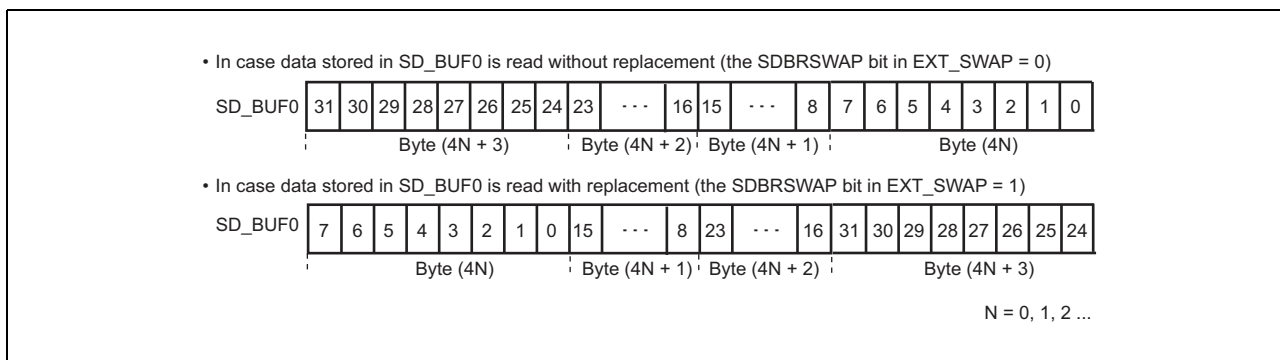 • In case data stored in SD_BUF0 is read without replacement (the SDBRSWAP bit in EXT_SWAP = 0)
SD_BUF0 31 30 29 28 27 26 25 24 23 - - - 16 15 - - - 8 7 6 5 4 3 2 1 0
Byte (4N + 3) Byte (4N + 2) Byte (4N + 1) Byte (4N)
• In case data stored in SD_BUF0 is read with replacement (the SDBRSWAP bit in EXT_SWAP = 1)
SD_BUF0 7 6 5 4 3 2 1 0 15 - - - 8 23 - - - 16 31 30 29 28 27 26 25 24
Byte (4N) Byte (4N + 1) Byte (4N + 2) Byte (4N + 3)
N = 0, 1, 2 ...